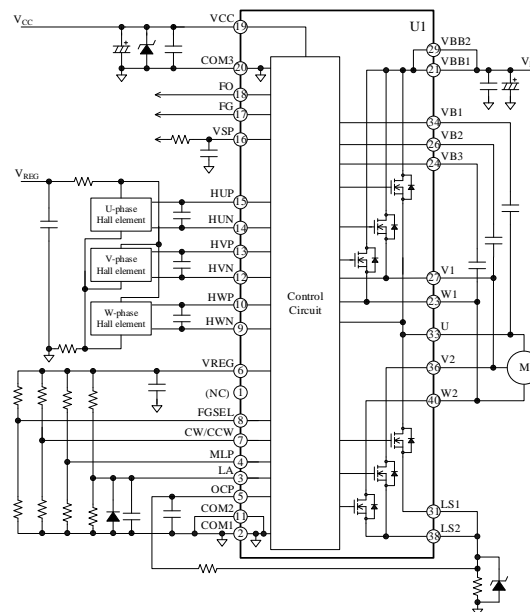 U1
VCC
VCC
19
VBB2
29
VBB1
21
V
COM3
20
FO
18
FG
17
VSP
16
VB1
34
VB2
26
VB3
24
VREG
HUP
15
U-phase
Hall element
HUN
14
HVP
13
V-phase
Hall element
HVN
12
HWP
10
W-phase
Hall element
HWN
9
Control
Circuit
V1
27
W1
23
U
33
V2
36
M
W2
40
VREG
6
(NC)
1
FGSEL
8
CW/CCW
7
MLP
4
LA
3
OCP
5
COM2
11
COM1
2
LS1
31
LS2
38